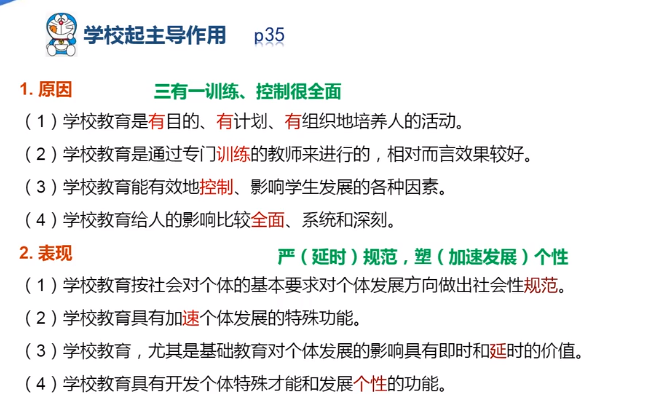 学校起主导作用 p35
1. 原因 三有一训练、控制很全面
（1）学校教育是有目的、有计划、有组织地培养人的活动。
（2）学校教育是通过专门训练的教师来进行的，相对而言效果较好。
（3）学校教育能有效地控制、影响学生发展的各种因素。
（4）学校教育给人的影响比较全面、系统和深刻。
2. 表现 严（延时）规范，塑（加速发展）个性
（1）学校教育按社会对个体的基本要求对个体发展方向做出社会性规范。
（2）学校教育具有加速个体发展的特殊功能。
（3）学校教育，尤其是基础教育对个体发展的影响具有即时和延时的价值。
（4）学校教育具有开发个体特殊才能和发展个性的功能。